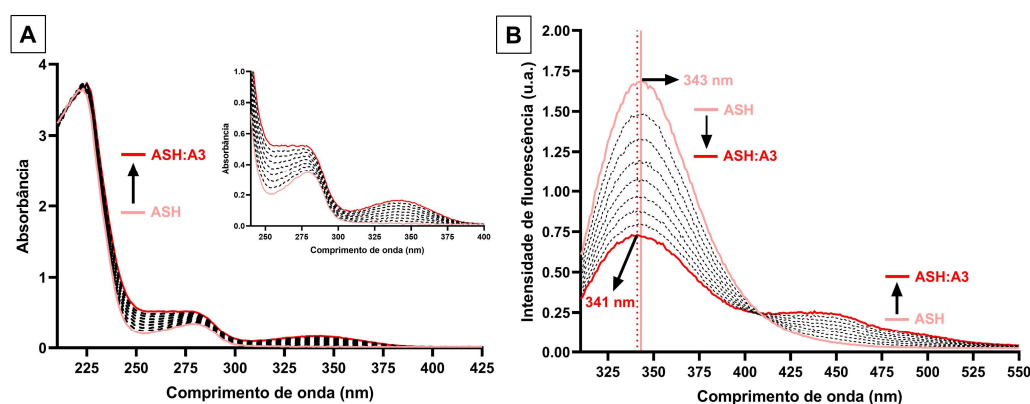 A
Absorbância
4
3
2
1
0
225
250
275
300
325
350
375
400
425
Comprimento de onda (nm)
ASH:A3
ASH
Absorbância
1.0
0.8
0.6
0.4
0.2
0.0
250
275
300
325
350
375
400
Comprimento de onda (nm)
B
Intensidade de fluorescência (u.a.)
2.00
1.75
1.50
1.25
1.00
0.75
0.50
0.25
0.00
325
350
375
400
425
450
475
500
525
550
Comprimento de onda (nm)
343 nm
ASH
ASH:A3
341 nm
ASH:A3
ASH